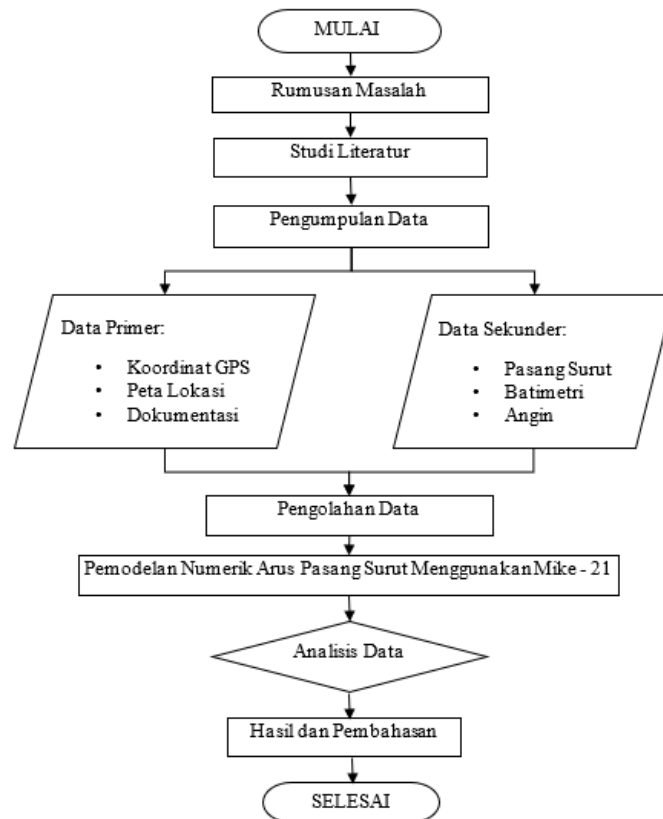 MULAI
Rumusan Masalah
Studi Literatur
Pengumpulan Data
Data Primer:
• Koordinat GPS
• Peta Lokasi
• Dokumentasi
Data Sekunder:
• Pasang Surut
• Batimetri
• Angin
Pengolahan Data
Pemodelan Numerik Arus Pasang Surut Menggunakan Mike - 21
Analisis Data
Hasil dan Pembahasan
SELESAI